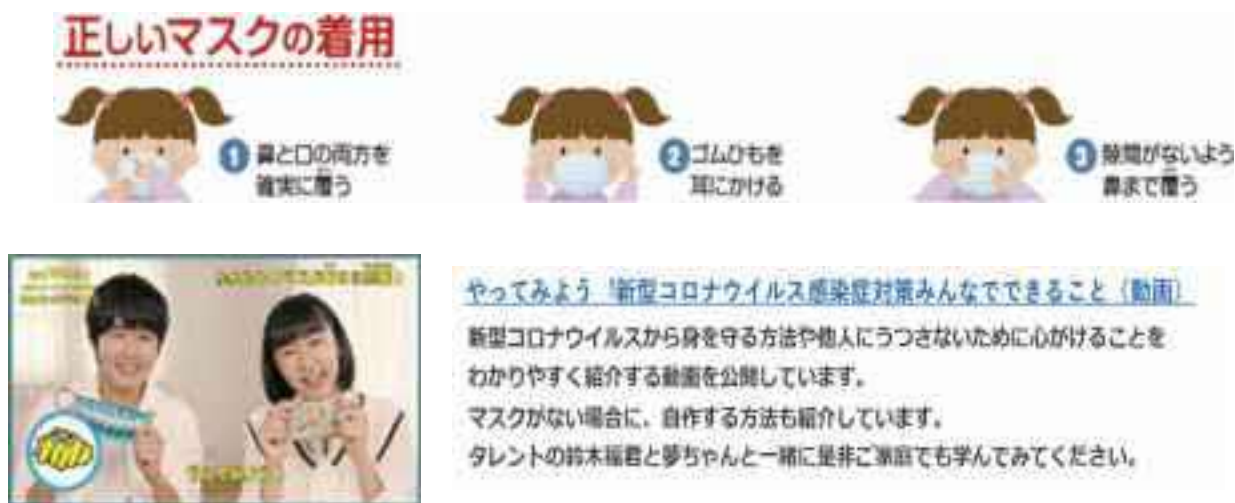 正しいマスクの着用
1 鼻と口の両方を
確実に覆う
2 ゴムひもを
耳にかける
3 隙間がないよう
鼻まで覆う
やってみよう!新型コロナウイルス感染症対策みんなでできること(動画)
新型コロナウイルスから身を守る方法や他人にうつさないために心がけることを
わかりやすく紹介する動画を公開しています。
マスクがない場合に、自作する方法も紹介しています。
タレントの鈴木福君と夢ちゃんと一緒に是非ご家庭でも学んでみてください。